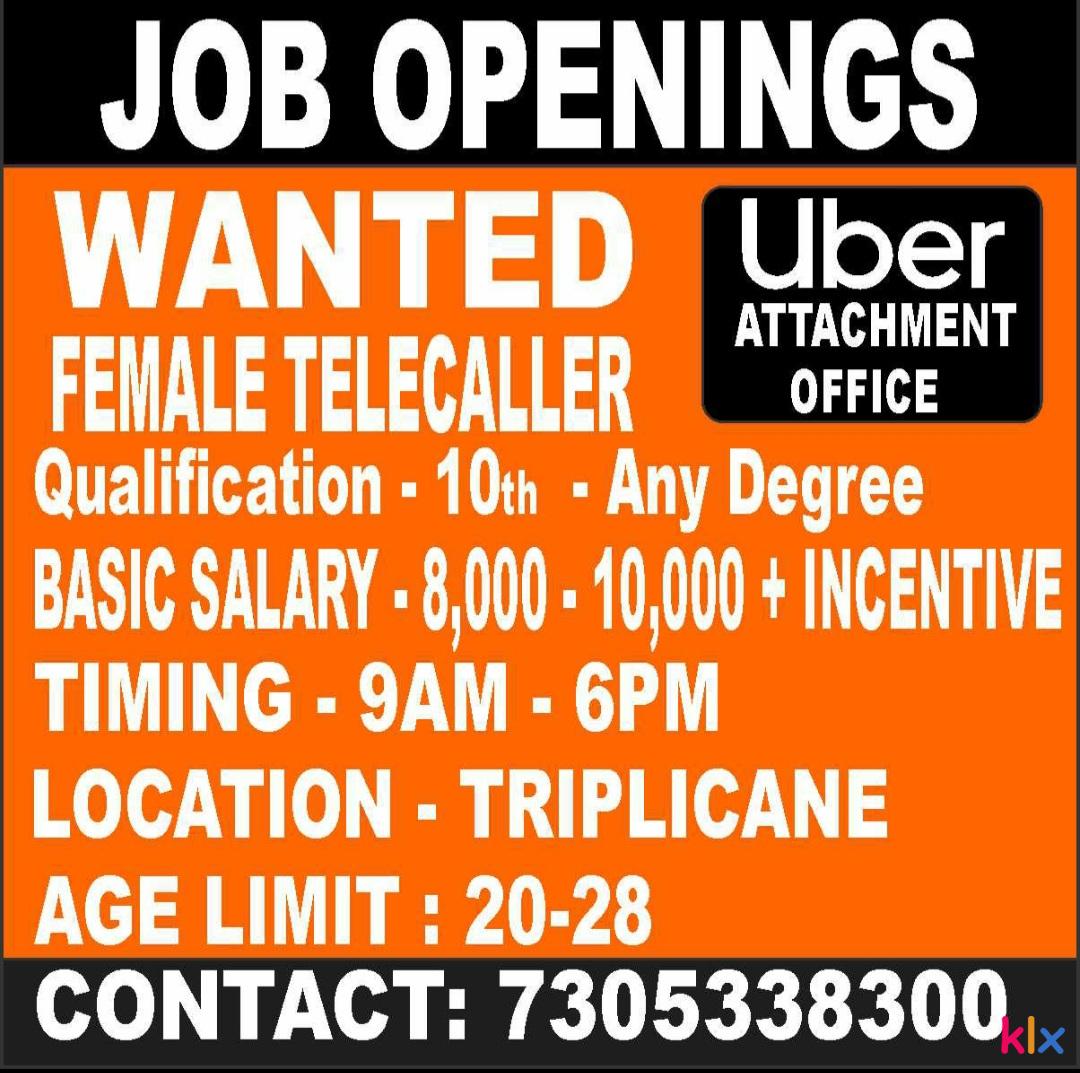 JOB OPENINGS
WANTED
FEMALE TELECALLER
Uber
ATTACHMENT
OFFICE
Qualification - 10th - Any Degree
BASIC SALARY - 8,000 - 10,000 + INCENTIVE
TIMING - 9AM - 6PM
LOCATION - TRIPLICANE
AGE LIMIT : 20-28
CONTACT: 7305338300
klx